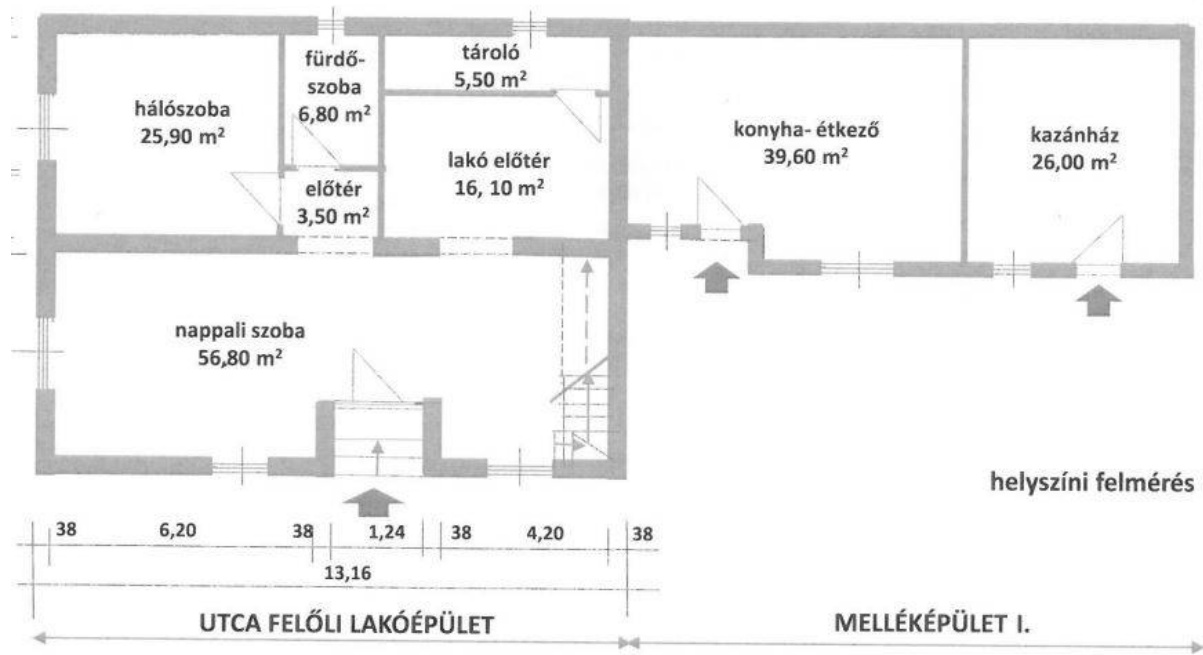 hálószoba
25,90 m²
fürdő-
szoba
6,80 m²
tároló
5,50 m²
lakó előtér
16, 10 m²
előtér
3,50 m²
konyha- étkező
39,60 m²
kazánház
26,00 m²
nappali szoba
56,80 m²
helyszíni felmérés
38 6,20 38 1,24 38 4,20 38
13,16
UTCA FELŐLI LAKÓÉPÜLET MELLÉKÉPÜLET I.